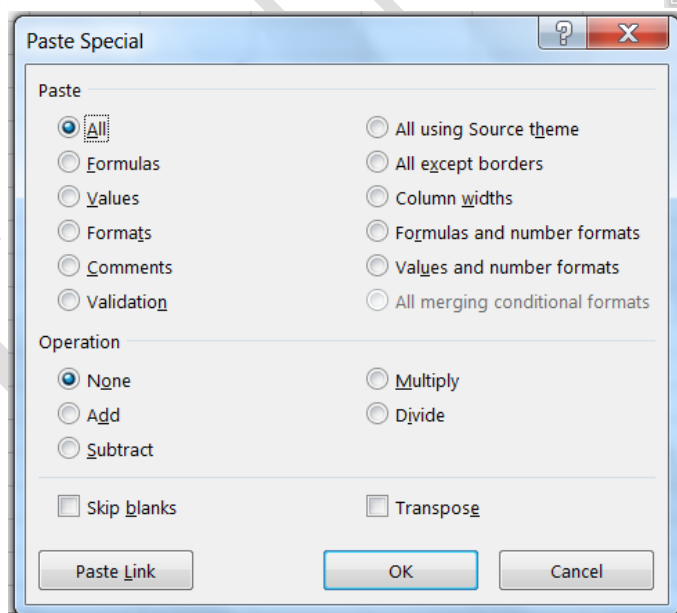 Paste Special
Paste
All
All using Source theme
Formulas
All except borders
Values
Column widths
Formats
Formulas and number formats
Comments
Values and number formats
Validation
All merging conditional formats
Operation
None
Multiply
Add
Divide
Subtract
Skip blanks
Transpose
Paste Link
OK
Cancel